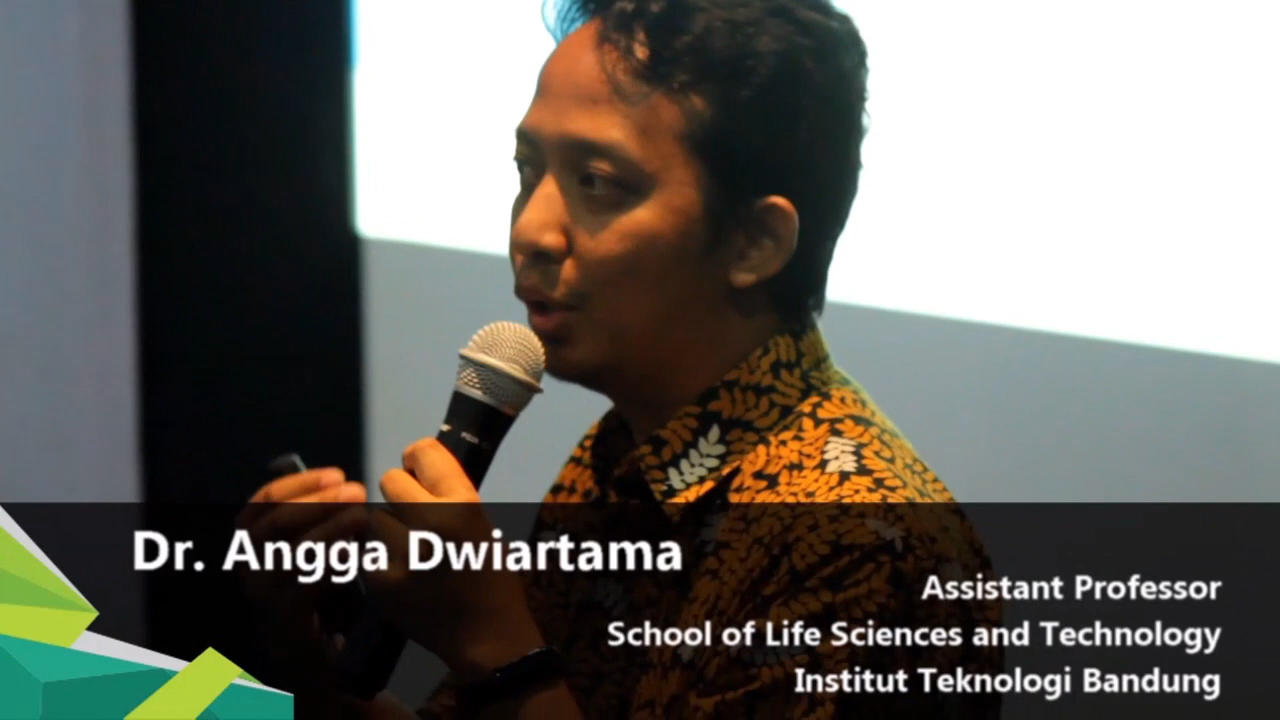 Dr. Angga Dwiartama
Assistant Professor
School of Life Sciences and Technology
Institut Teknologi Bandung